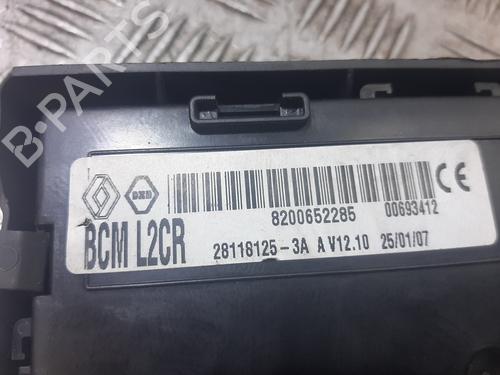 B-PARTS
8200652285
00693412
CE
BCM L2CR
28118125-3A A V12.10 25/01/07